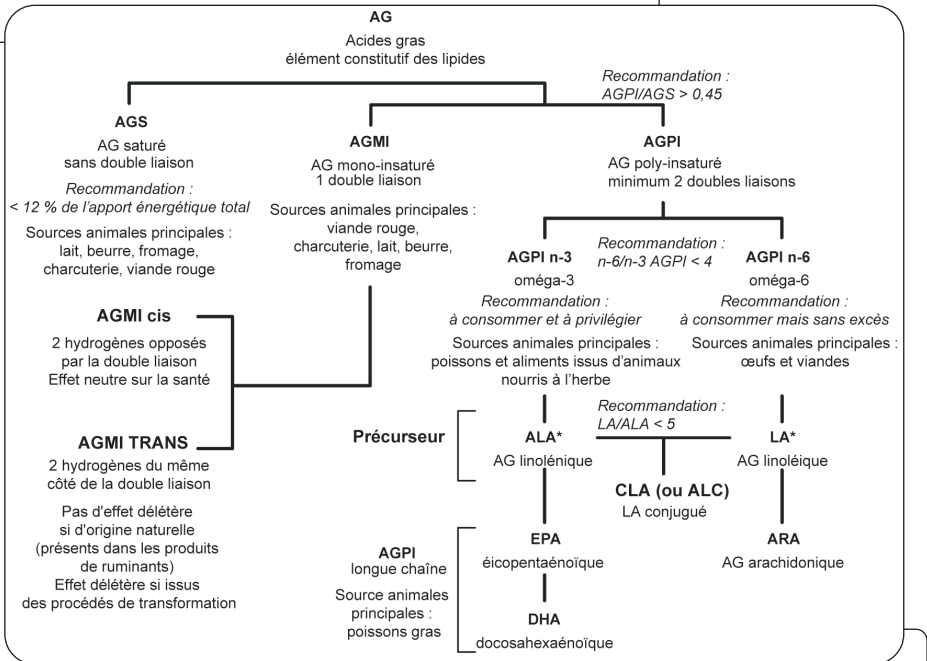 AG
Acides gras
élément constitutif des lipides
Recommandation :
AGPI/AGS > 0,45
AGS
AG saturé
sans double liaison
Recommandation :
< 12 % de l'apport énergétique total
Sources animales principales :
lait, beurre, fromage,
charcuterie, viande rouge
AGMI
AG mono-insaturé
1 double liaison
Sources animales principales :
viande rouge,
charcuterie, lait, beurre,
fromage
AGPI
AG poly-insaturé
minimum 2 doubles liaisons
AGPI n-3
oméga-3
Recommandation :
n-6/n-3 AGPI < 4
AGPI n-6
oméga-6
Recommandation :
à consommer et à privilégier
Sources animales principales :
poissons et aliments issus d'animaux
nourris à l'herbe
Recommandation :
à consommer mais sans excès
Sources animales principales :
œufs et viandes
AGMI cis
2 hydrogènes opposés
par la double liaison
Effet neutre sur la santé
AGMI TRANS
2 hydrogènes du même
côté de la double liaison
Pas d'effet délétère
si d'origine naturelle
(présents dans les produits
de ruminants)
Effet délétère si issus
des procédés de transformation
Précurseur
ALA*
AG linolénique
Recommandation :
LA/ALA < 5
LA*
AG linoléique
CLA (ou ALC)
LA conjugué
AGPI
longue chaîne
Source animales
principales :
poissons gras
EPA
éicopentaénoïque
DHA
docosahexaénoïque
ARA
AG arachidonique